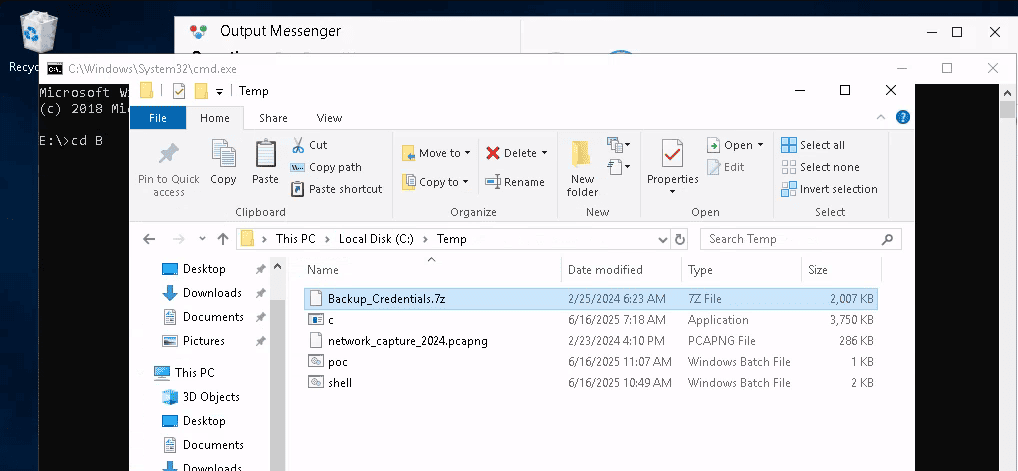 Output Messenger
Recyc
C:\Windows\System32\cmd.exe
Microsoft Wi
(c) 2018 Mic
E:\>cd B
Temp
File Home Share View
Pin to Quick access
Copy
Paste
Cut
Copy path
Paste shortcut
Clipboard
Move to
Copy to
Delete
Rename
Organize
New folder
New
Properties
Open
Edit
Open
Select all
Select none
Invert selection
Select
This PC > Local Disk (C:) > Temp
Search Temp
Desktop
Downloads
Documents
Pictures
This PC
3D Objects
Desktop
Documents
Downloads
Name Date modified Type Size
Backup_Credentials.7z 2/25/2024 6:23 AM 7Z File 2,007 KB
c 6/16/2025 7:18 AM Application 3,750 KB
network_capture_2024.pcapng 2/23/2024 4:10 PM PCAPNG File 286 KB
poc 6/16/2025 11:07 AM Windows Batch File 1 KB
shell 6/16/2025 10:49 AM Windows Batch File 2 KB